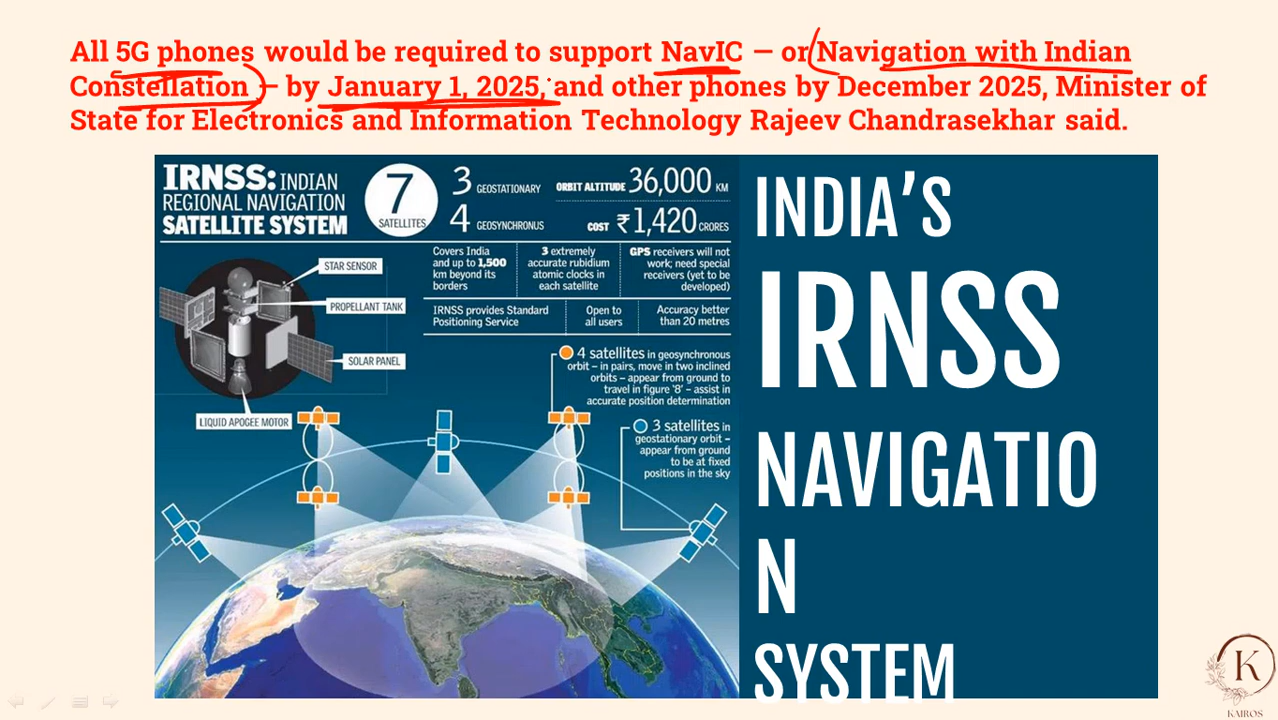 All 5G phones would be required to support NavIC — or Navigation with Indian
Constellation — by January 1, 2025, and other phones by December 2025, Minister of
State for Electronics and Information Technology Rajeev Chandrasekhar said.
IRNSS: INDIAN
REGIONAL NAVIGATION
SATELLITE SYSTEM
7
SATELLITES
3 GEOSTATIONARY
4 GEOSYNCHRONUS
ORBIT ALTITUDE 36,000 KM
COST ₹1,420 CRORES
Covers India
and up to 1,500
km beyond its
borders
3 extremely
accurate rubidium
atomic clocks in
each satellite
GPS receivers will not
work; need special
receivers (yet to be
developed)
IRNSS provides Standard
Positioning Service
Open to
all users
Accuracy better
than 20 metres
STAR SENSOR
PROPELLANT TANK
SOLAR PANEL
LIQUID APOGEE MOTOR
4 satellites in geosynchronous
orbit – in pairs, move in two inclined
orbits – appear from ground to
travel in figure '8' – assist in
accurate position determination
3 satellites in
geostationary orbit –
appear from ground
to be at fixed
positions in the sky
INDIA'S
IRNSS
NAVIGATIO
N
SYSTEM
K
KAIROS